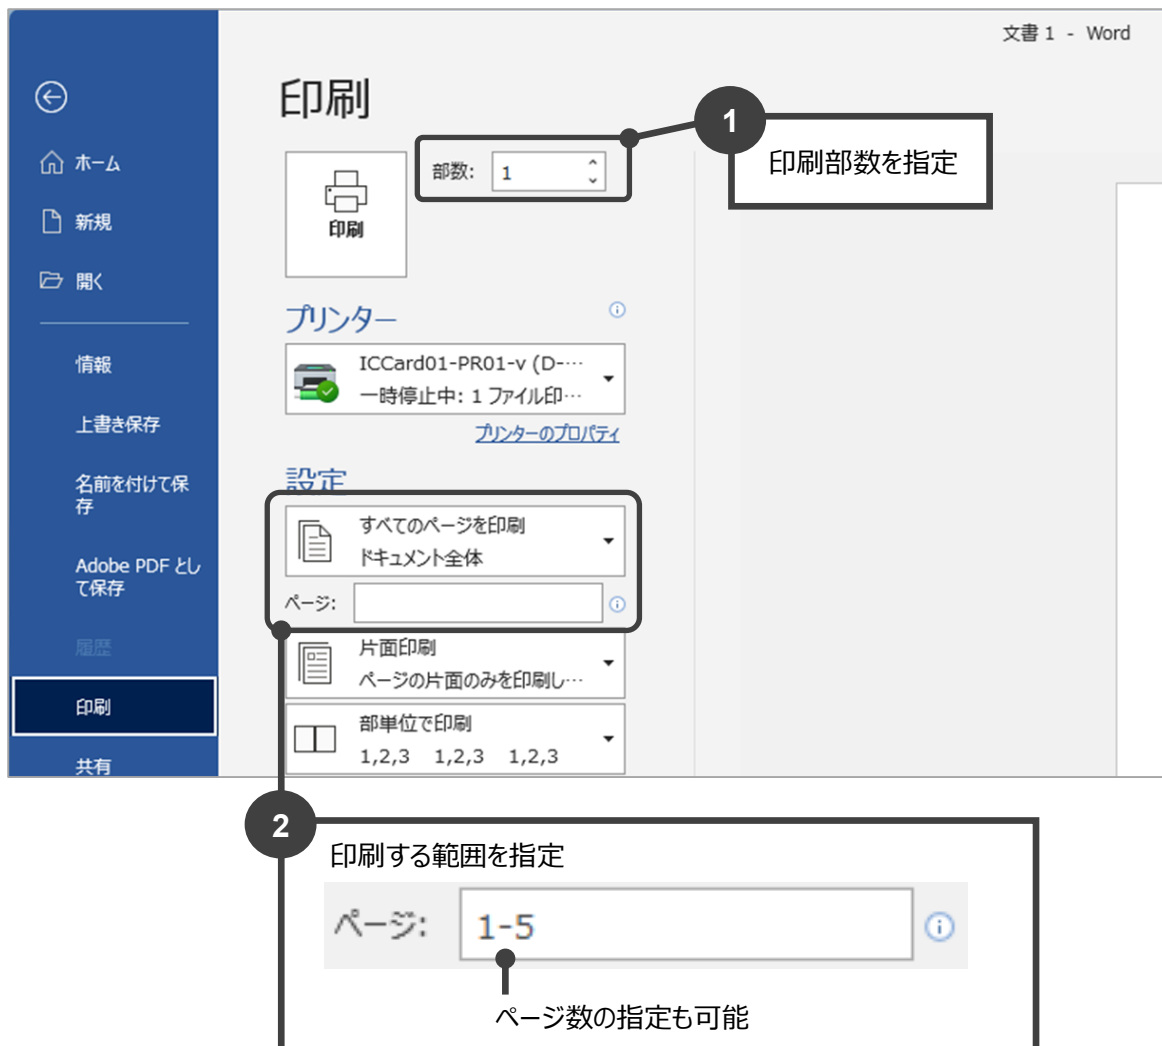 文書 1 - Word
印刷
1
印刷部数を指定
部数: 1
印刷
ホーム
新規
開く
情報
上書き保存
名前を付けて保
存
Adobe PDF とし
て保存
履歴
印刷
共有
プリンター
ICCard01-PR01-v (D-…
一時停止中: 1 ファイル印…
プリンターのプロパティ
設定
すべてのページを印刷
ドキュメント全体
ページ:
片面印刷
ページの片面のみを印刷し…
部単位で印刷
1,2,3 1,2,3 1,2,3
2
印刷する範囲を指定
ページ: 1-5
ページ数の指定も可能